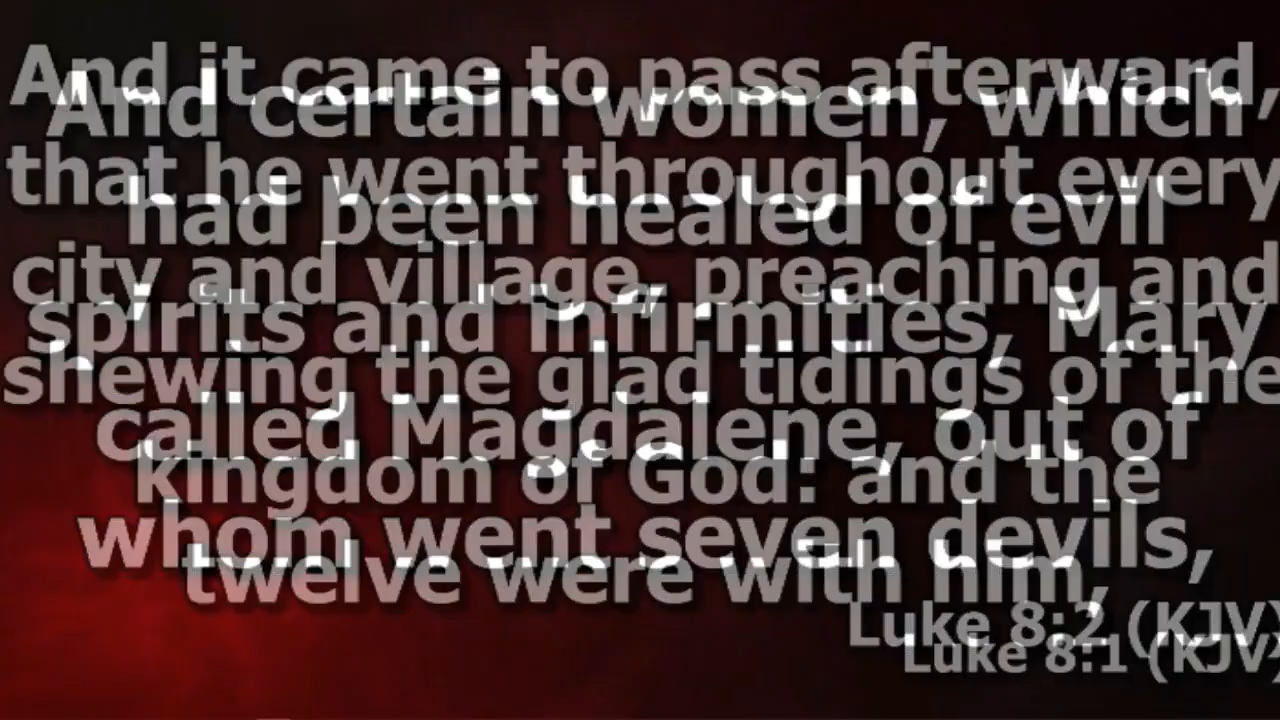 And it came to pass afterward,
that he went throughout every
city and village, preaching and
shewing the glad tidings of the
kingdom of God: and the
twelve were with him,
Luke 8:1 (KJV)
And certain women, which
had been healed of evil
spirits and infirmities, Mary
called Magdalene, out of
whom went seven devils,
Luke 8:2 (KJV)